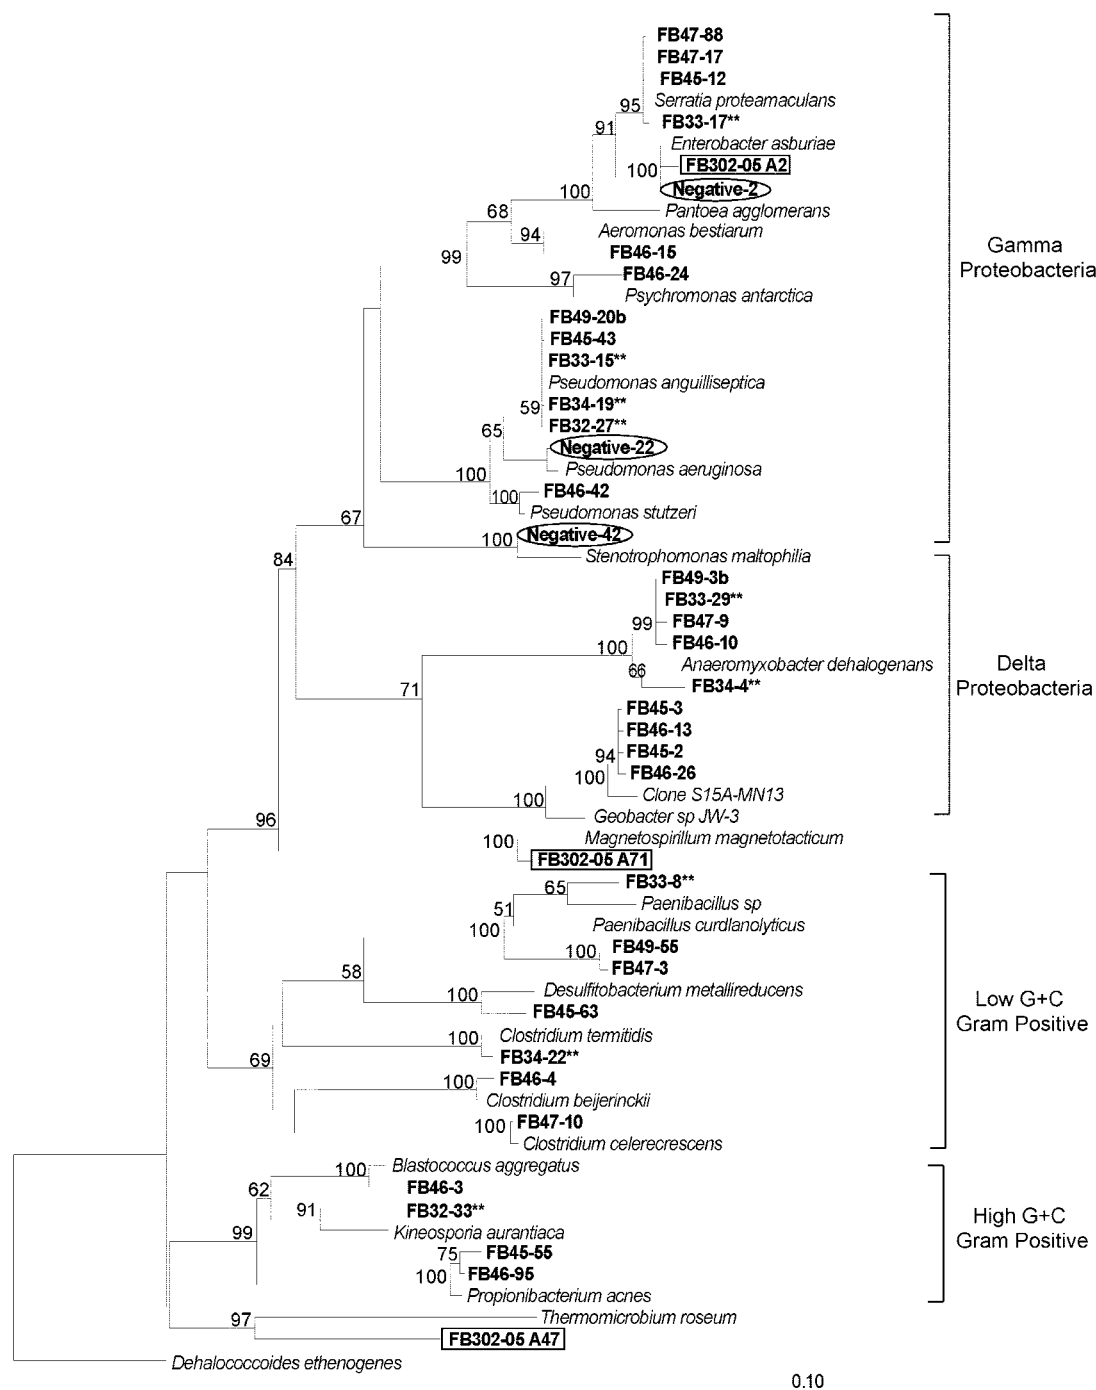 FB47-88
FB47-17
FB45-12
95
Serratia proteamaculans
FB33-17**
91
Enterobacter asburiae
100
FB302-05 A2
100
Negative-2
68
Pantoea agglomerans
94
Aeromonas bestiarum
99
FB46-15
Gamma
Proteobacteria
97
FB46-24
Psychromonas antarctica
FB49-20b
FB45-43
FB33-15**
Pseudomonas anguilliseptica
59
FB34-19**
FB32-27**
65
Negative-22
100
Pseudomonas aeruginosa
100
FB46-42
Pseudomonas stutzeri
67
Negative-42
100
84
Stenotrophomonas maltophilia
FB49-3b
FB33-29**
99
FB47-9
100
FB46-10
66
Anaeromyxobacter dehalogenans
71
FB34-4**
Delta
Proteobacteria
FB45-3
FB46-13
94
FB45-2
100
FB46-26
Clone S15A-MN13
100
96
Geobacter sp JW-3
100
Magnetospirillum magnetotacticum
FB302-05 A71
65
FB33-8**
51
Paenibacillus sp
100
Paenibacillus curdlanolyticus
100
FB49-55
58
FB47-3
100
Desulfitobacterium metallireducens
FB45-63
Low G+C
Gram Positive
100
Clostridium termitidis
69
FB34-22**
100
FB46-4
Clostridium beijerinckii
100
FB47-10
Clostridium celerecrescens
100
Blastococcus aggregatus
62
FB46-3
91
FB32-33**
99
Kineosporia aurantiaca
High G+C
Gram Positive
75
FB45-55
100
FB46-95
Propionibacterium acnes
97
Thermomicrobium roseum
FB302-05 A47
Dehalococcoides ethenogenes
0.10